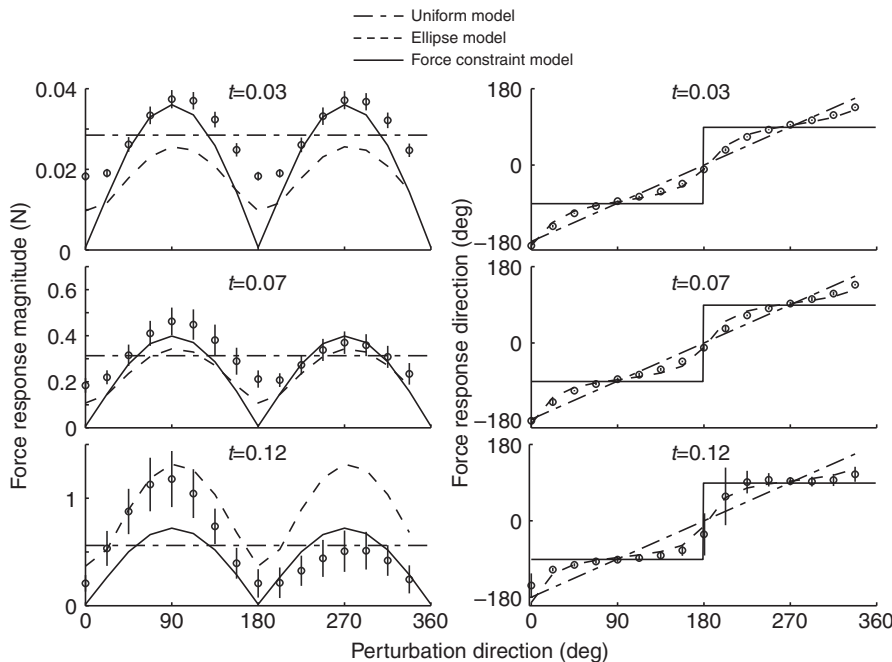 Uniform model
Ellipse model
Force constraint model
t=0.03
t=0.03
0.04
0.02
0
180
0
−180
t=0.07
t=0.07
0.6
0.4
0.2
0
180
0
−180
t=0.12
t=0.12
1
0
180
0
−180
0 90 180 270 360
0 90 180 270 360
Force response magnitude (N)
Force response direction (deg)
Perturbation direction (deg)